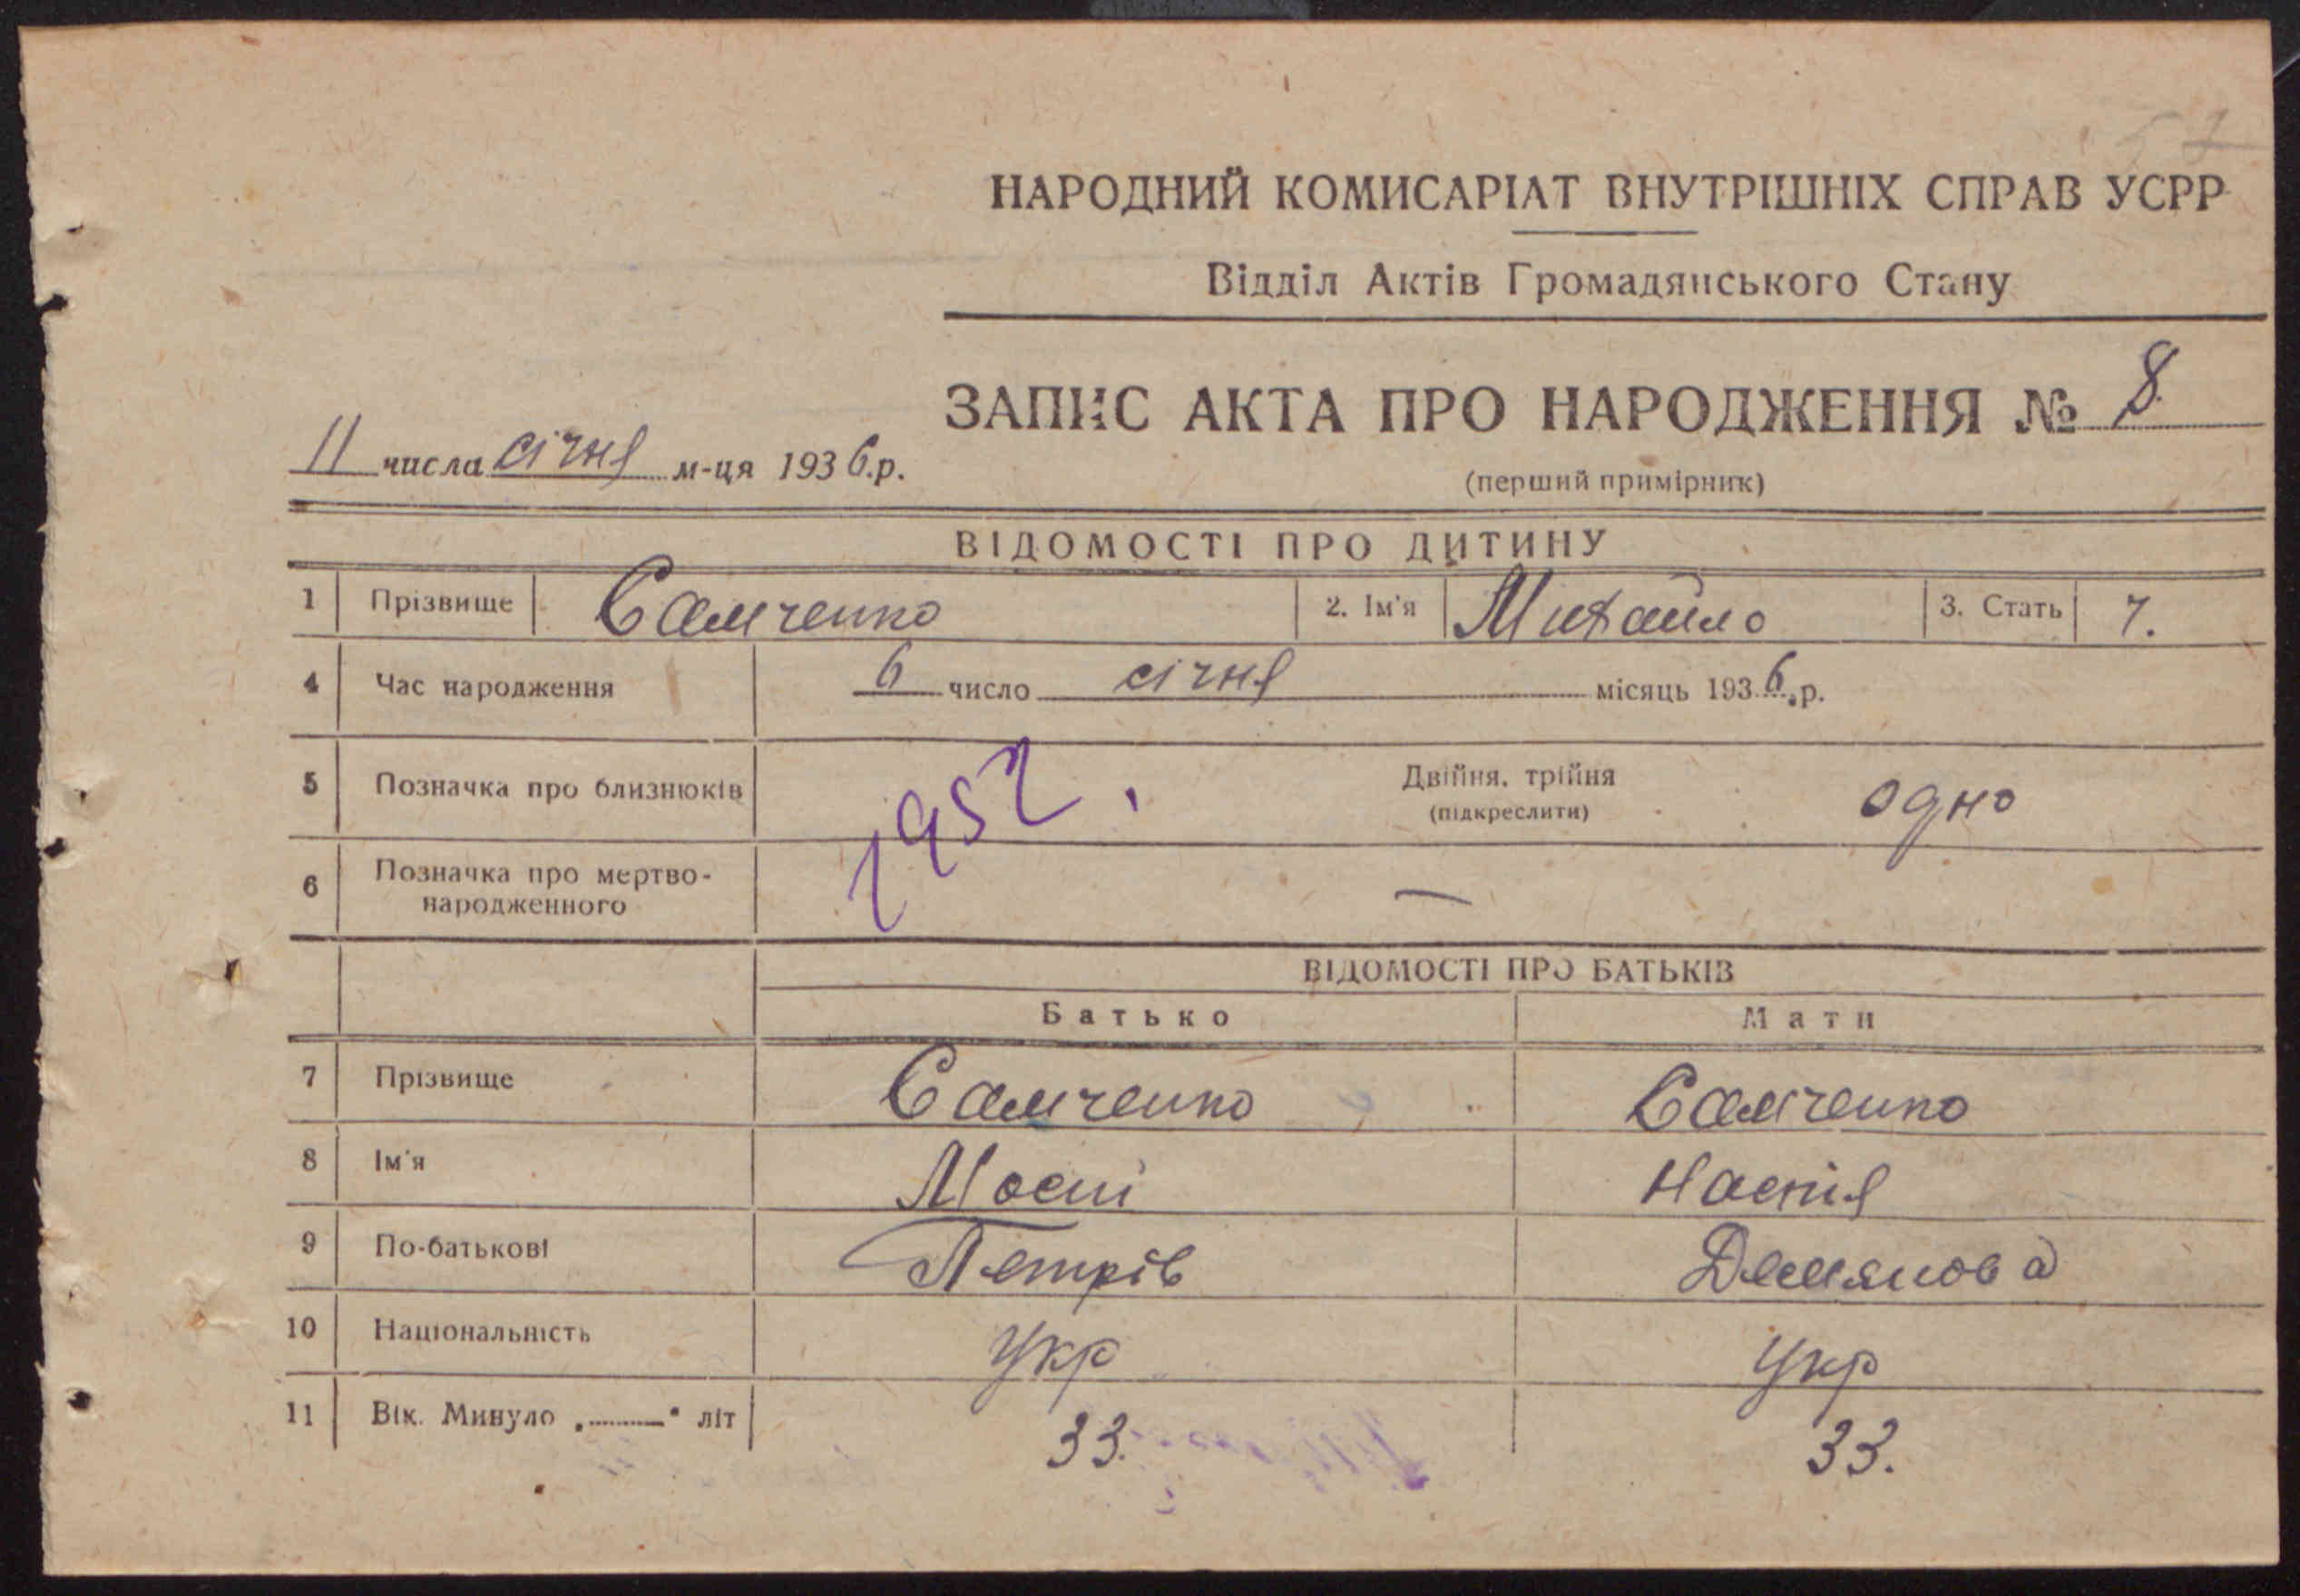 НАРОДНИЙ КОМИСАРІАТ ВНУТРІШНІХ СПРАВ УСРР
Відділ Актів Громадянського Стану
ЗАПИС АКТА ПРО НАРОДЖЕННЯ № 8
11 числа січня м-ця 1936.р.
(перший примірник)
ВІДОМОСТІ ПРО ДИТИНУ
1 Прізвище Самченко 2. Ім'я Михайло 3. Стать Ч.
4 Час народження 6 число січня місяць 1936.р.
5 Позначка про близнюків Двійня, трійня одно
(підкреслити)
1952.
6 Позначка про мертво-
народженного —
ВІДОМОСТІ ПРО БАТЬКІВ
Батько Мати
7 Прізвище Самченко Самченко
8 Ім'я Мосій Настія
9 По-батькові Петрів Демянова
10 Національність Укр Укр
11 Вік. Минуло „ “ літ 33. 33.